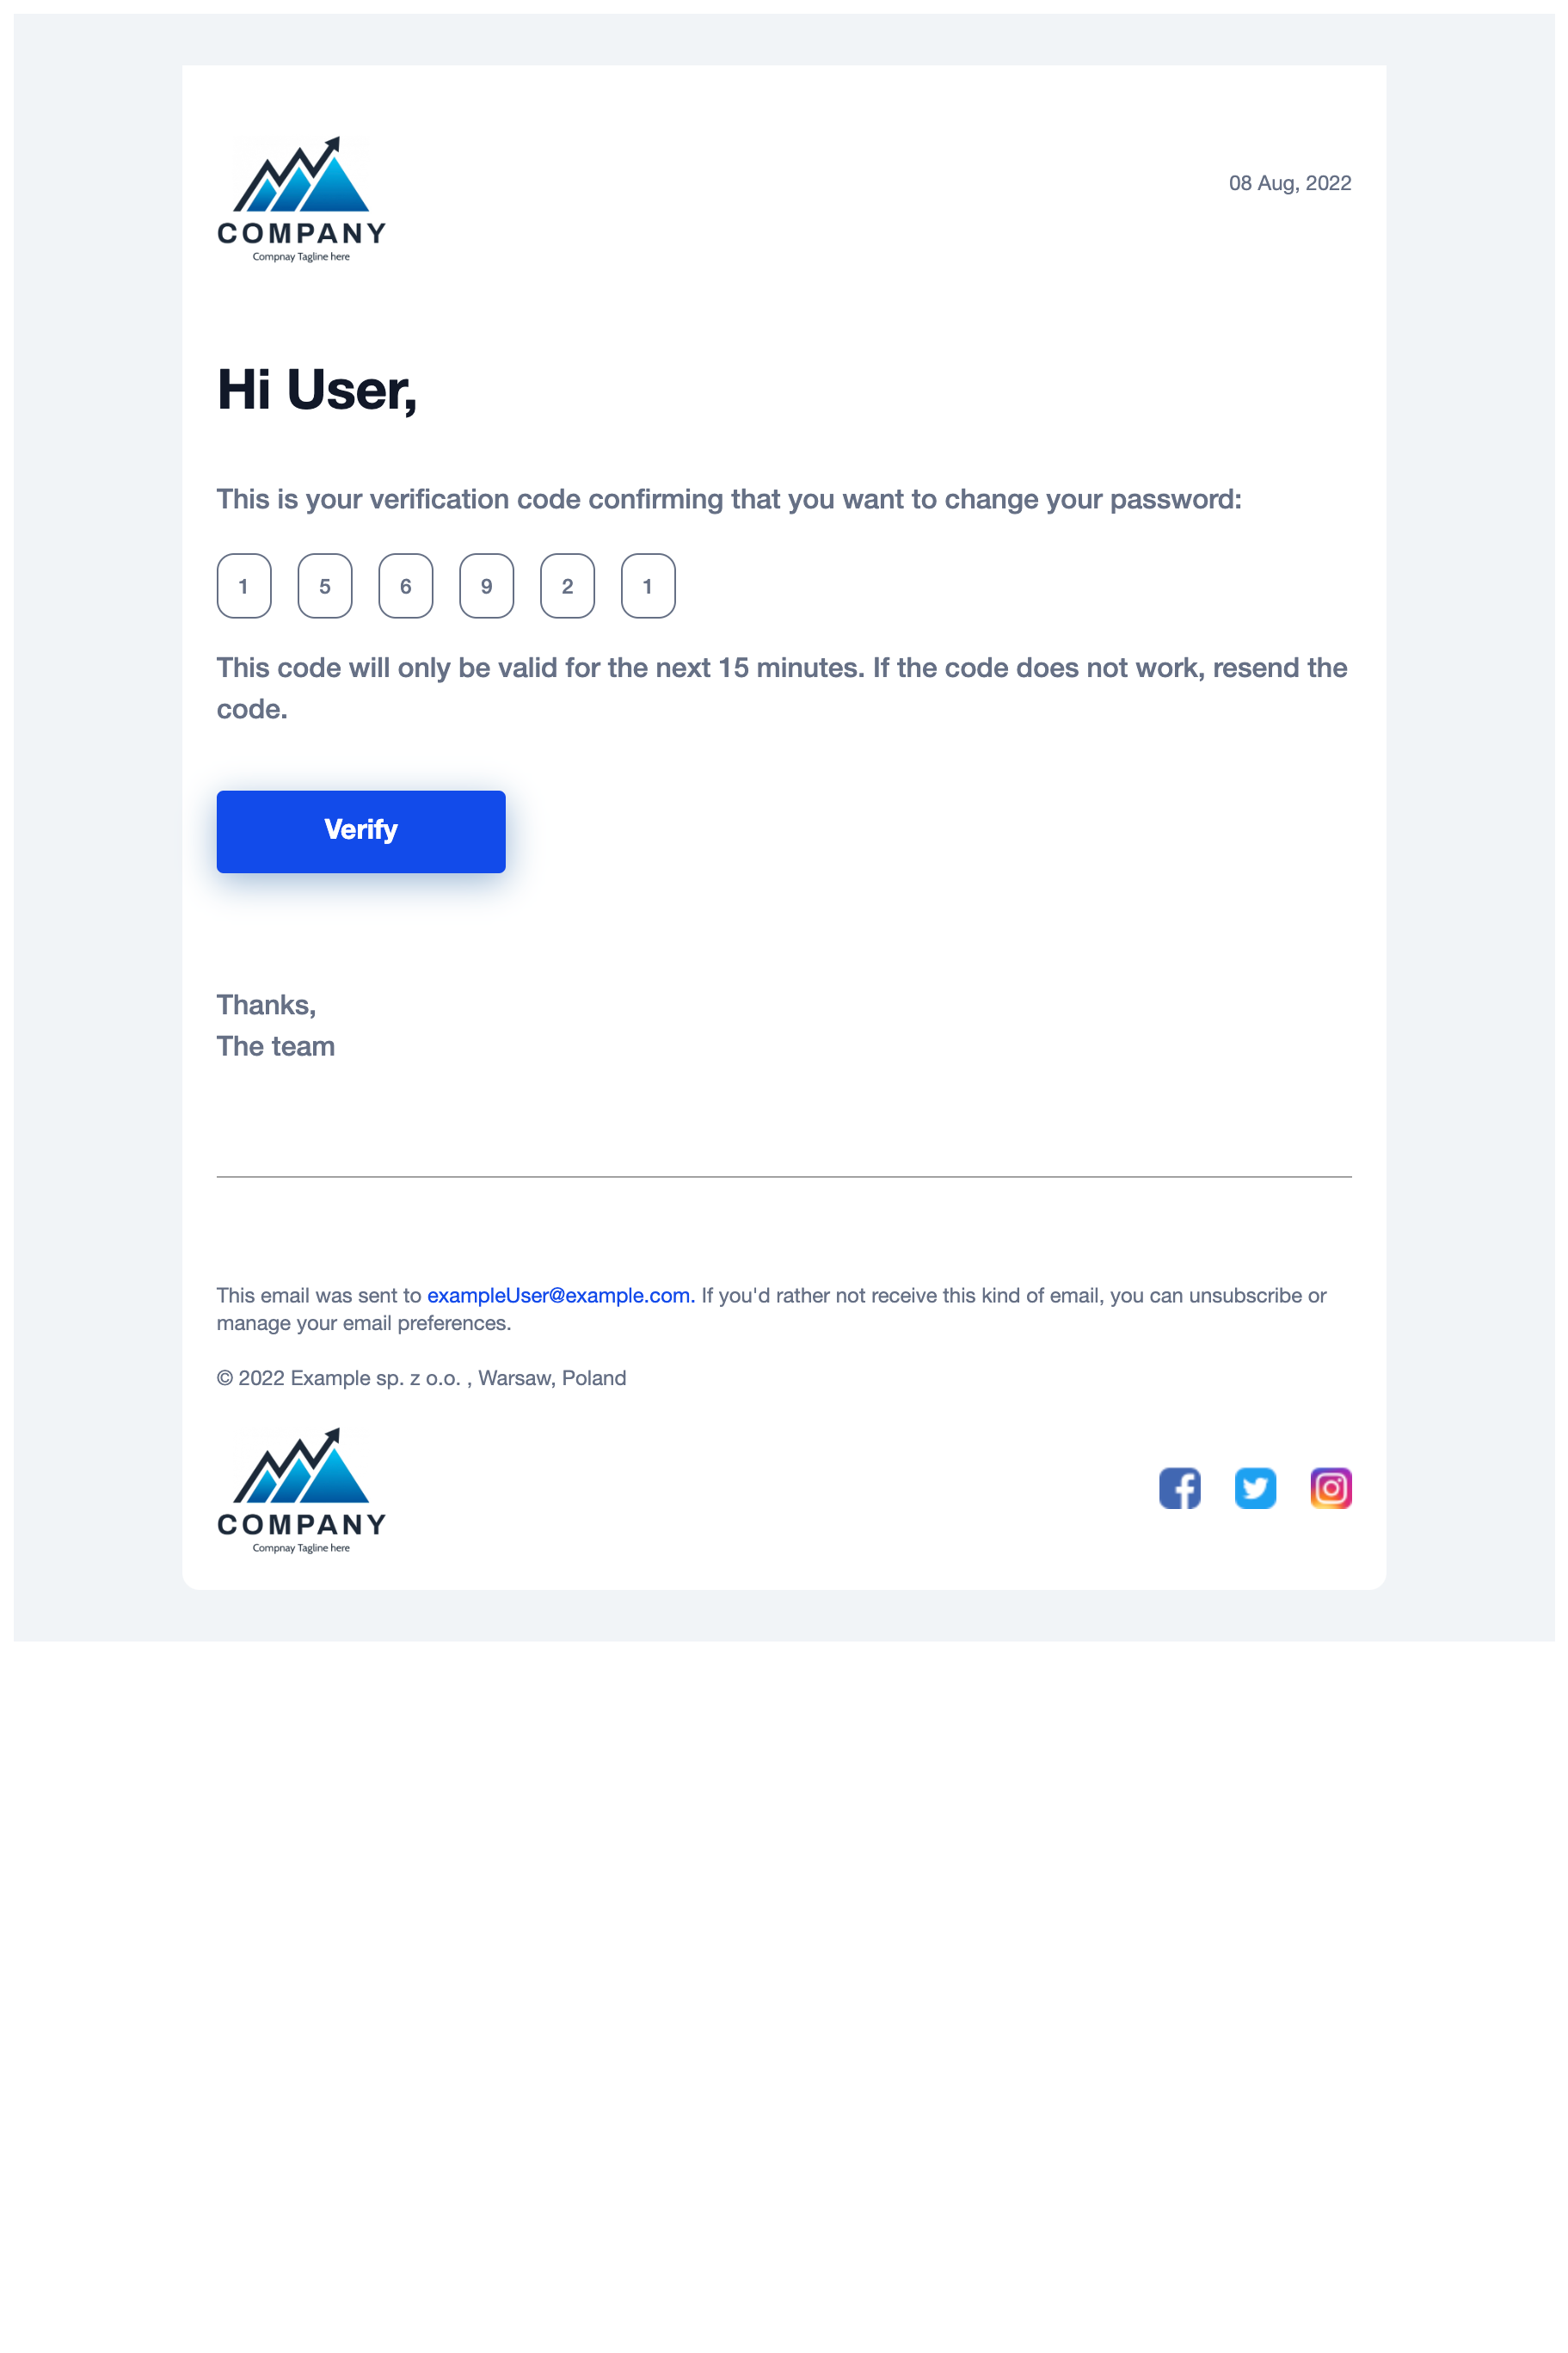 COMPANY
Compnay Tagline here
08 Aug, 2022
Hi User,
This is your verification code confirming that you want to change your password:
1 5 6 9 2 1
This code will only be valid for the next 15 minutes. If the code does not work, resend the
code.
Verify
Thanks,
The team
This email was sent to exampleUser@example.com. If you'd rather not receive this kind of email, you can unsubscribe or
manage your email preferences.
© 2022 Example sp. z o.o. , Warsaw, Poland
COMPANY
Compnay Tagline here